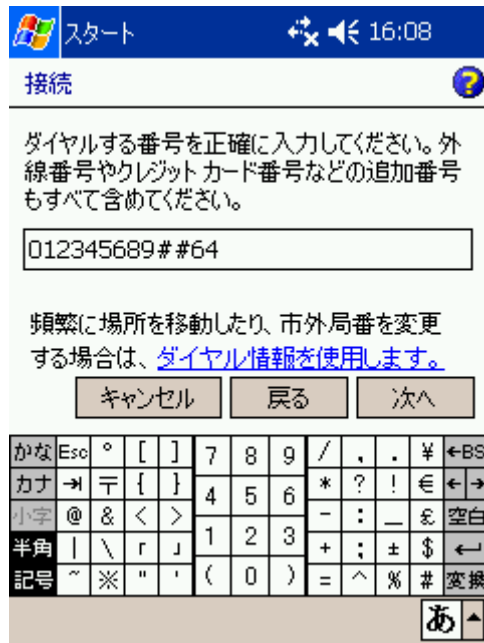 スタート 16:08
接続
ダイヤルする番号を正確に入力してください。外
線番号やクレジット カード番号などの追加番号
もすべて含めてください。
012345689##64
頻繁に場所を移動したり、市外局番を変更
する場合は、ダイヤル情報を使用します。
キャンセル 戻る 次へ
かな Esc ° [ ] 7 8 9 / , . ¥ ←BS
カナ →| 〒 { } 4 5 6 * ? ! € ← →
小字 @ & < > - : _ £ 空白
半角 | \ 「 」 1 2 3 + ; ± $ ↵
記号 ~ ※ " ' ( 0 ) = ^ % # 変換
あ